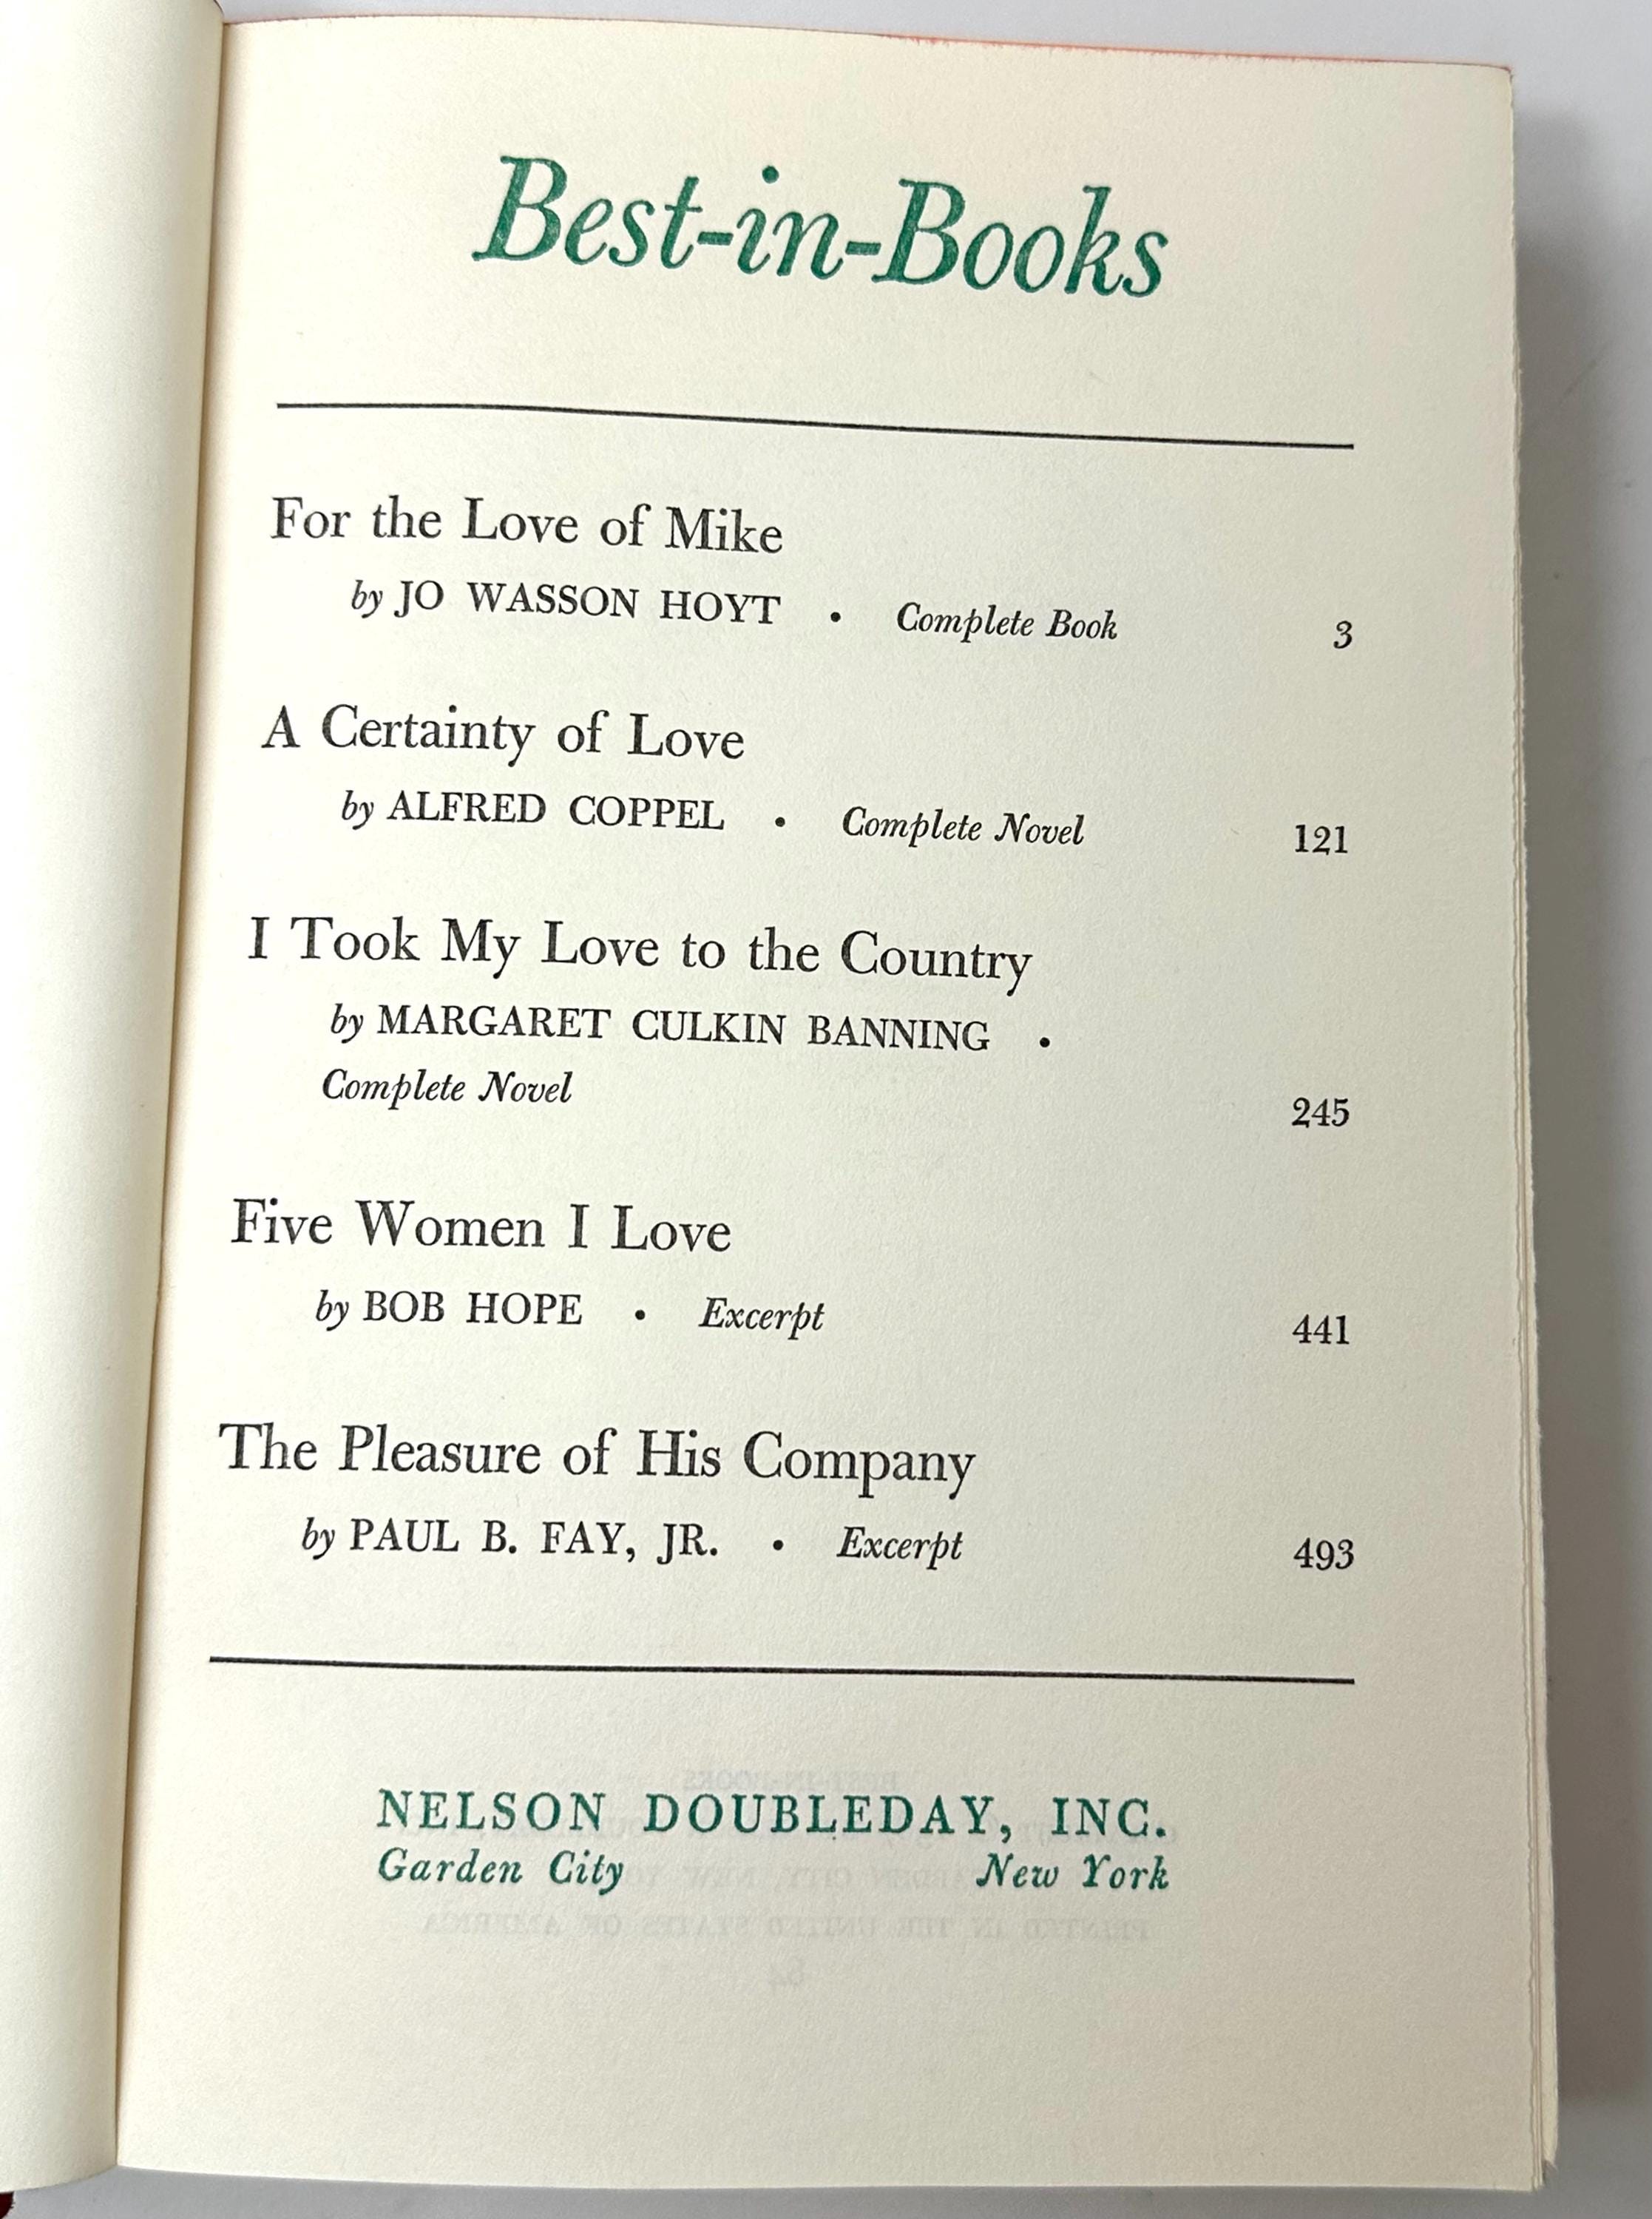 Best-in-Books
For the Love of Mike
by JO WASSON HOYT • Complete Book 3
A Certainty of Love
by ALFRED COPPEL • Complete Novel 121
I Took My Love to the Country
by MARGARET CULKIN BANNING •
Complete Novel 245
Five Women I Love
by BOB HOPE • Excerpt 441
The Pleasure of His Company
by PAUL B. FAY, JR. • Excerpt 493
NELSON DOUBLEDAY, INC.
Garden City New York